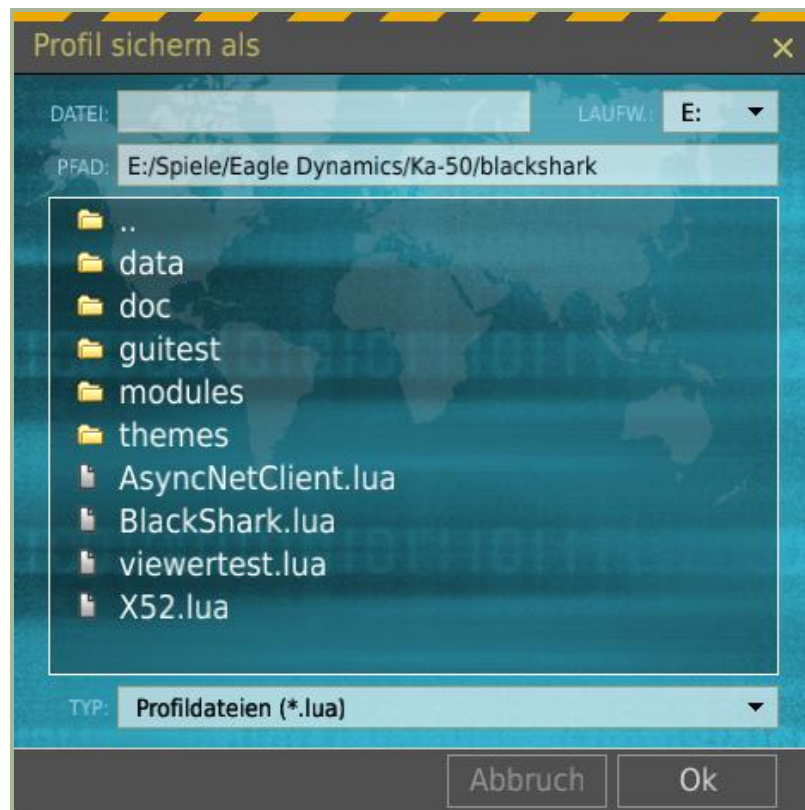 Profil sichern als
DATEI: LAUFW.: E:
PFAD: E:/Spiele/Eagle Dynamics/Ka-50/blackshark
..
data
doc
guitest
modules
themes
AsyncNetClient.lua
BlackShark.lua
viewertest.lua
X52.lua
TYP: Profildateien (*.lua)
Abbruch Ok